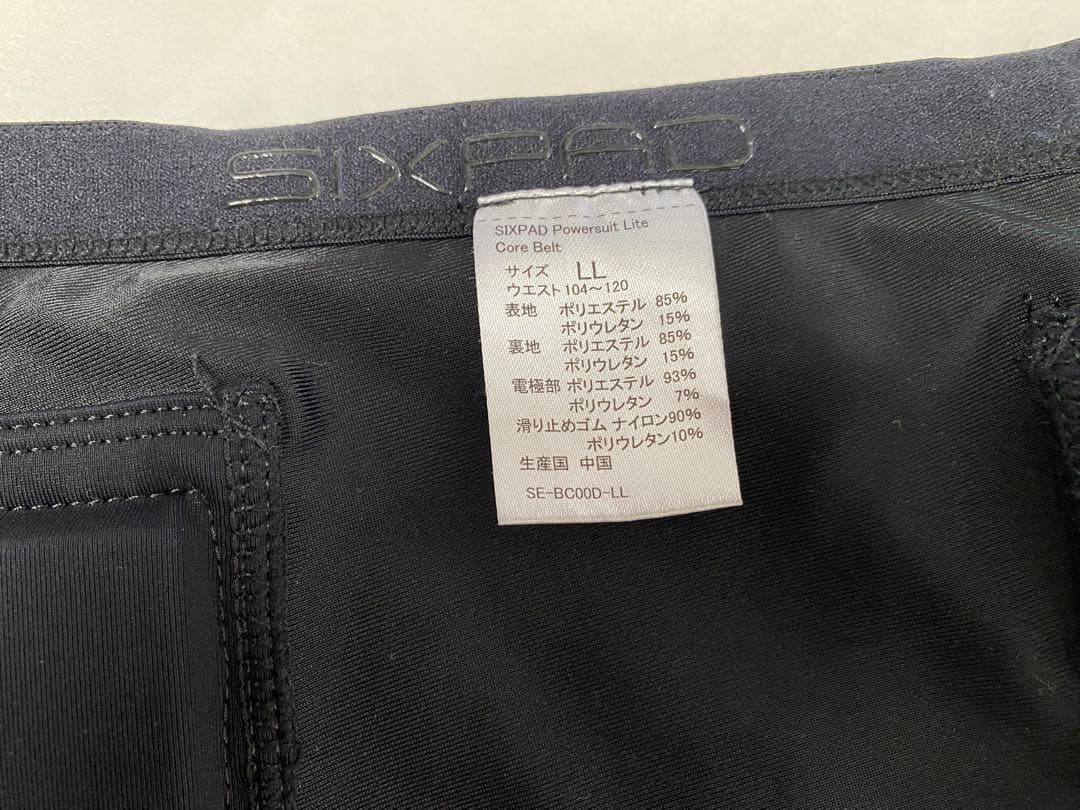 SIXPAD
SIXPAD Powersuit Lite
Core Belt
サイズ LL
ウエスト104～120
表地 ポリエステル 85%
ポリウレタン 15%
裏地 ポリエステル 85%
ポリウレタン 15%
電極部 ポリエステル 93%
ポリウレタン 7%
滑り止めゴム ナイロン90%
ポリウレタン10%
生産国 中国
SE-BC00D-LL